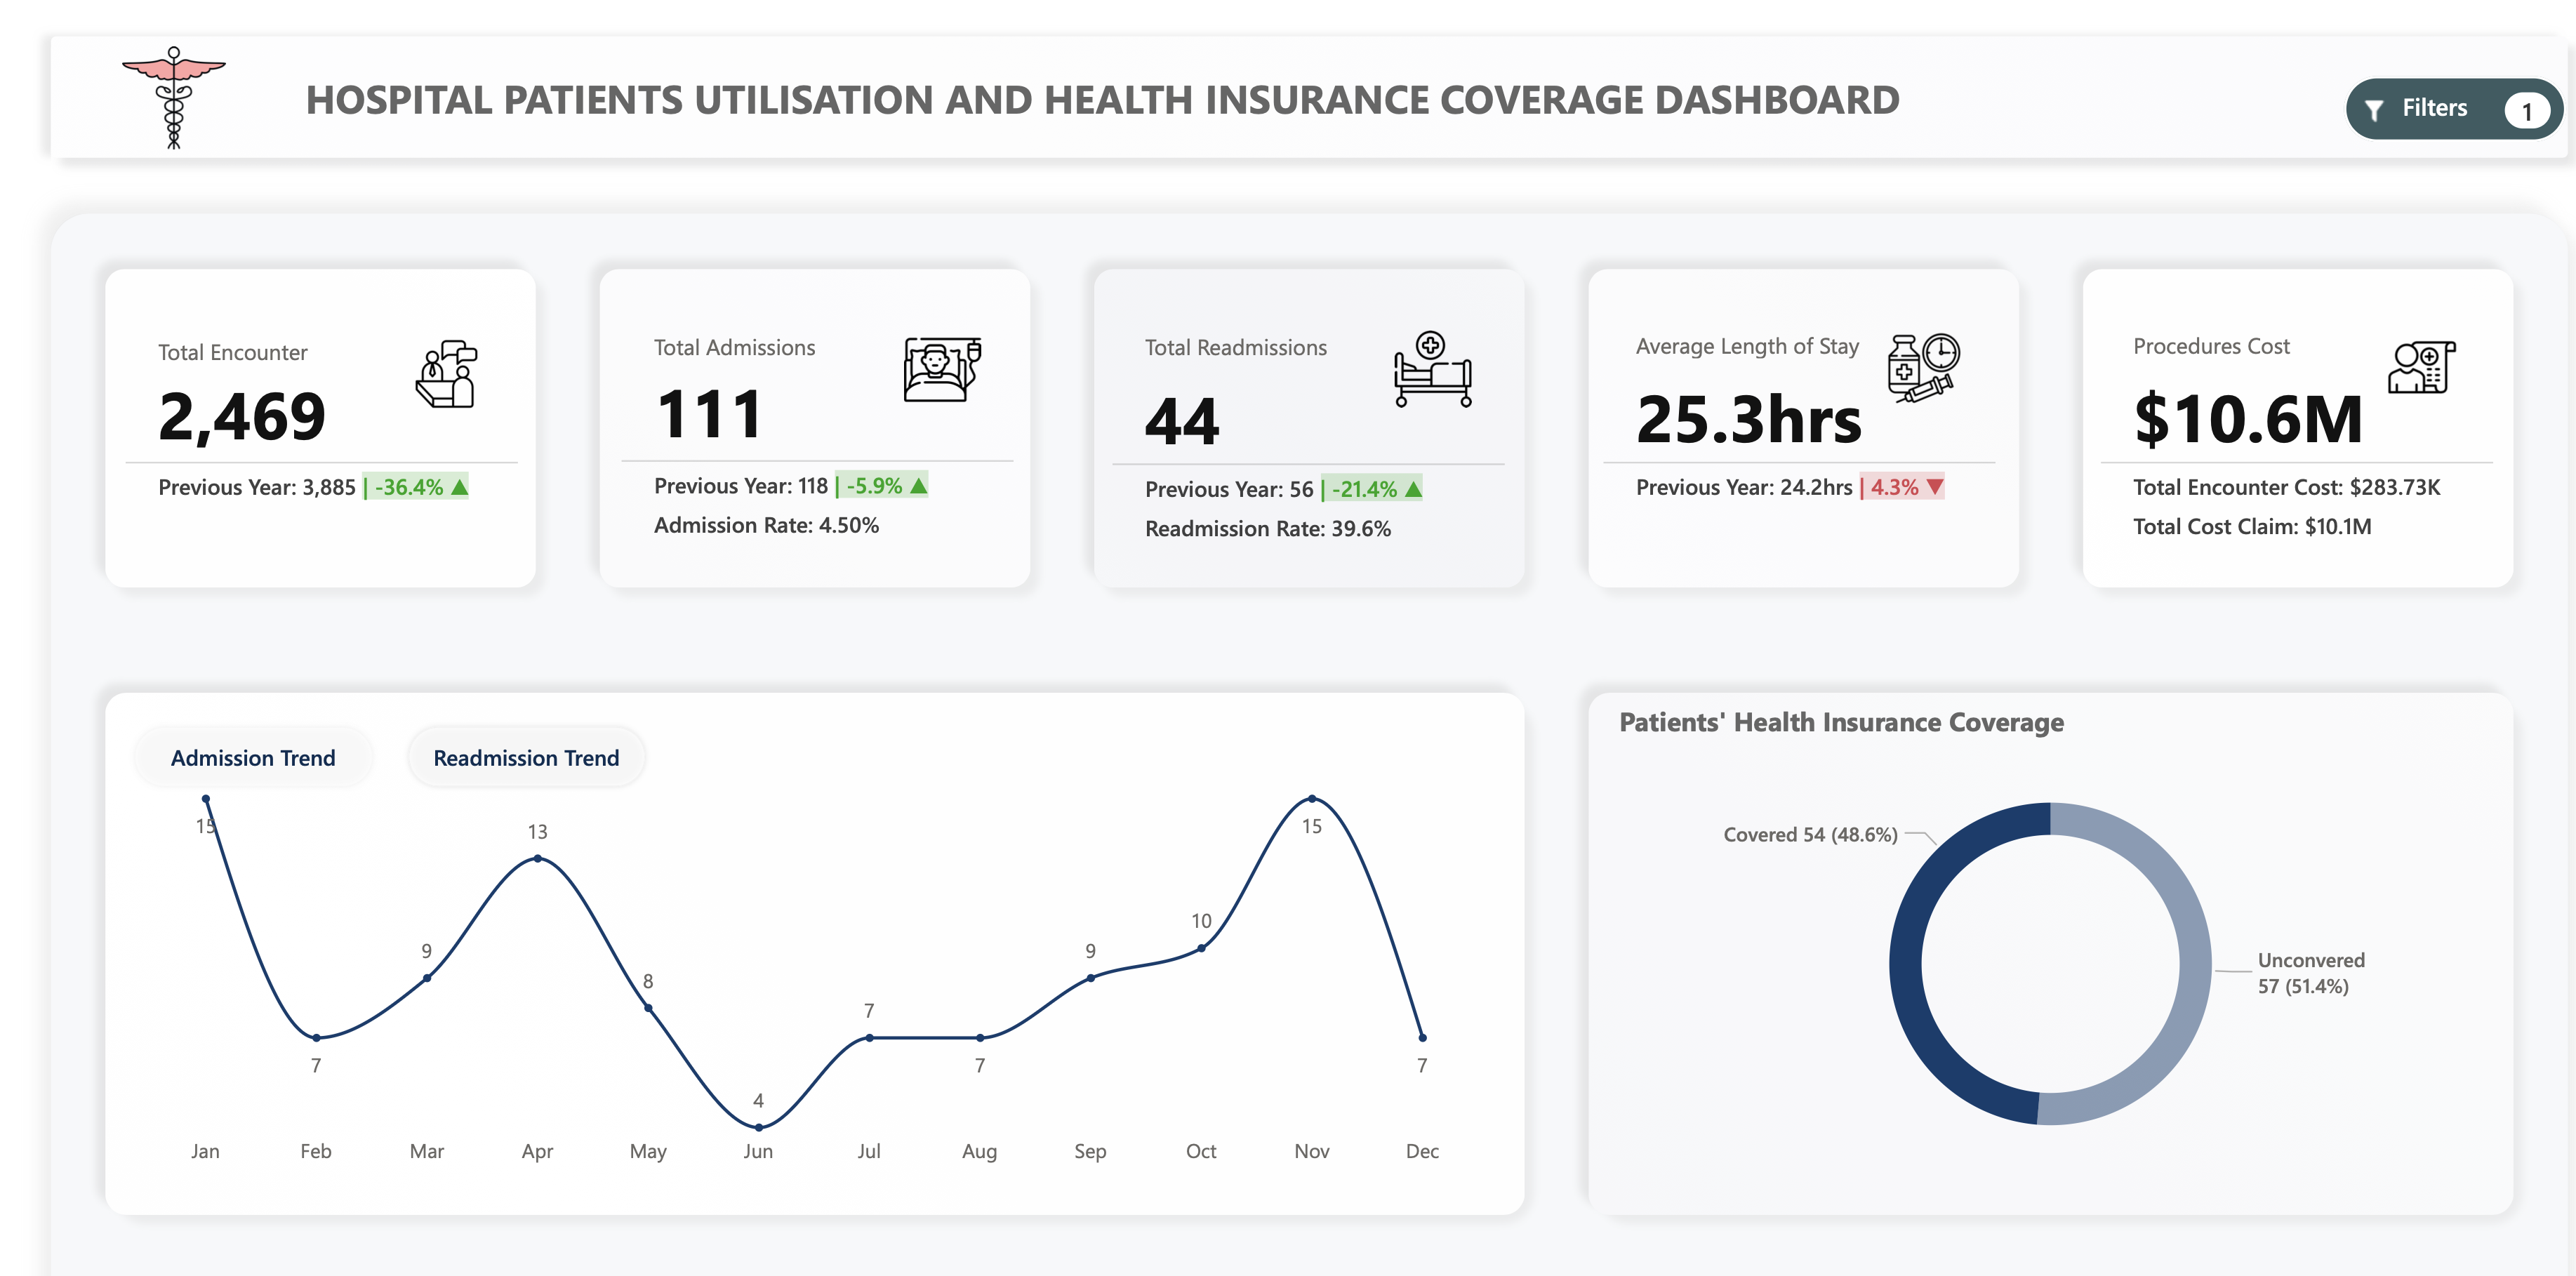 HOSPITAL PATIENTS UTILISATION AND HEALTH INSURANCE COVERAGE DASHBOARD
Filters 1
Total Encounter
2,469
Previous Year: 3,885 | -36.4% ▲
Total Admissions
111
Previous Year: 118 | -5.9% ▲
Admission Rate: 4.50%
Total Readmissions
44
Previous Year: 56 | -21.4% ▲
Readmission Rate: 39.6%
Average Length of Stay
25.3hrs
Previous Year: 24.2hrs | 4.3% ▼
Procedures Cost
$10.6M
Total Encounter Cost: $283.73K
Total Cost Claim: $10.1M
Admission Trend
Readmission Trend
15
7
9
13
8
4
7
7
9
10
15
7
Jan Feb Mar Apr May Jun Jul Aug Sep Oct Nov Dec
Patients' Health Insurance Coverage
Covered 54 (48.6%)
Unconvered
57 (51.4%)